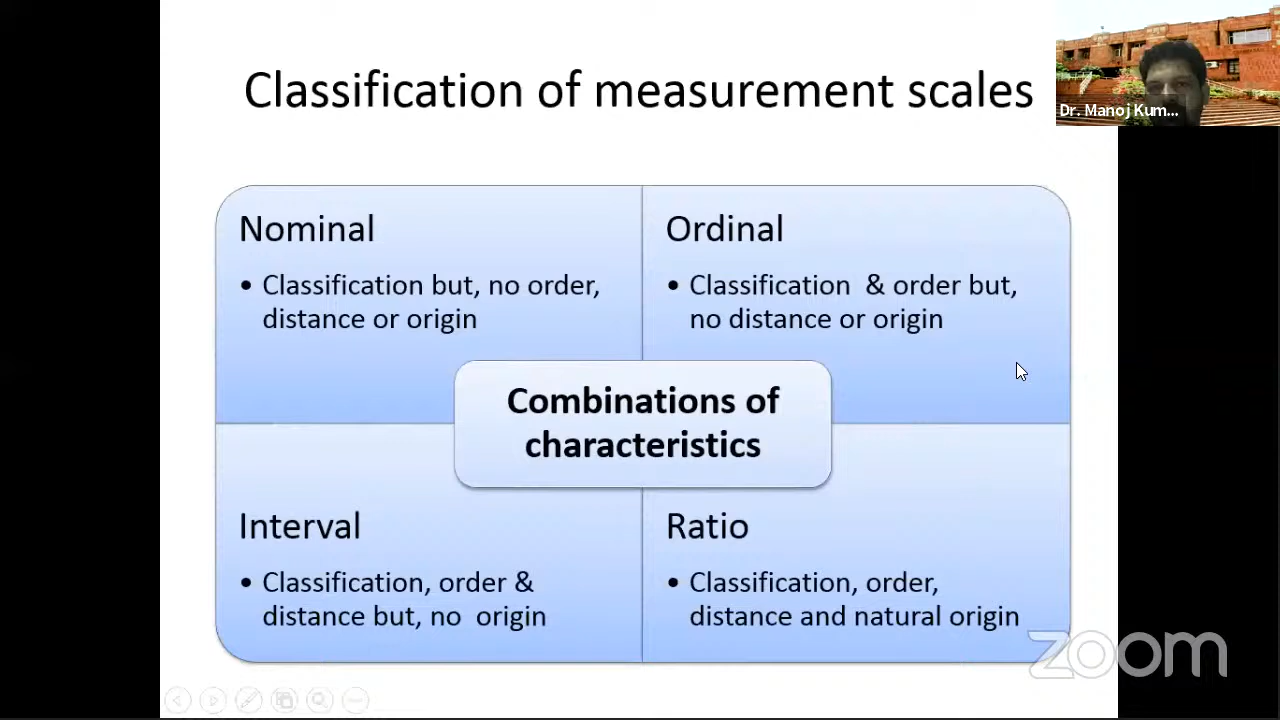 Classification of measurement scales
Dr. Manoj Kum...
Nominal
• Classification but, no order,
distance or origin
Ordinal
• Classification & order but,
no distance or origin
Combinations of
characteristics
Interval
• Classification, order &
distance but, no origin
Ratio
• Classification, order,
distance and natural origin
zoom